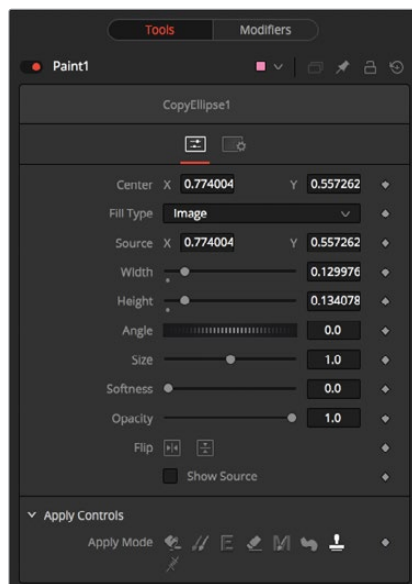 Tools Modifiers
Paint1
CopyEllipse1
Center X 0.774004 Y 0.557262
Fill Type Image
Source X 0.774004 Y 0.557262
Width 0.129976
Height 0.134078
Angle 0.0
Size 1.0
Softness 0.0
Opacity 1.0
Flip
Show Source
Apply Controls
Apply Mode